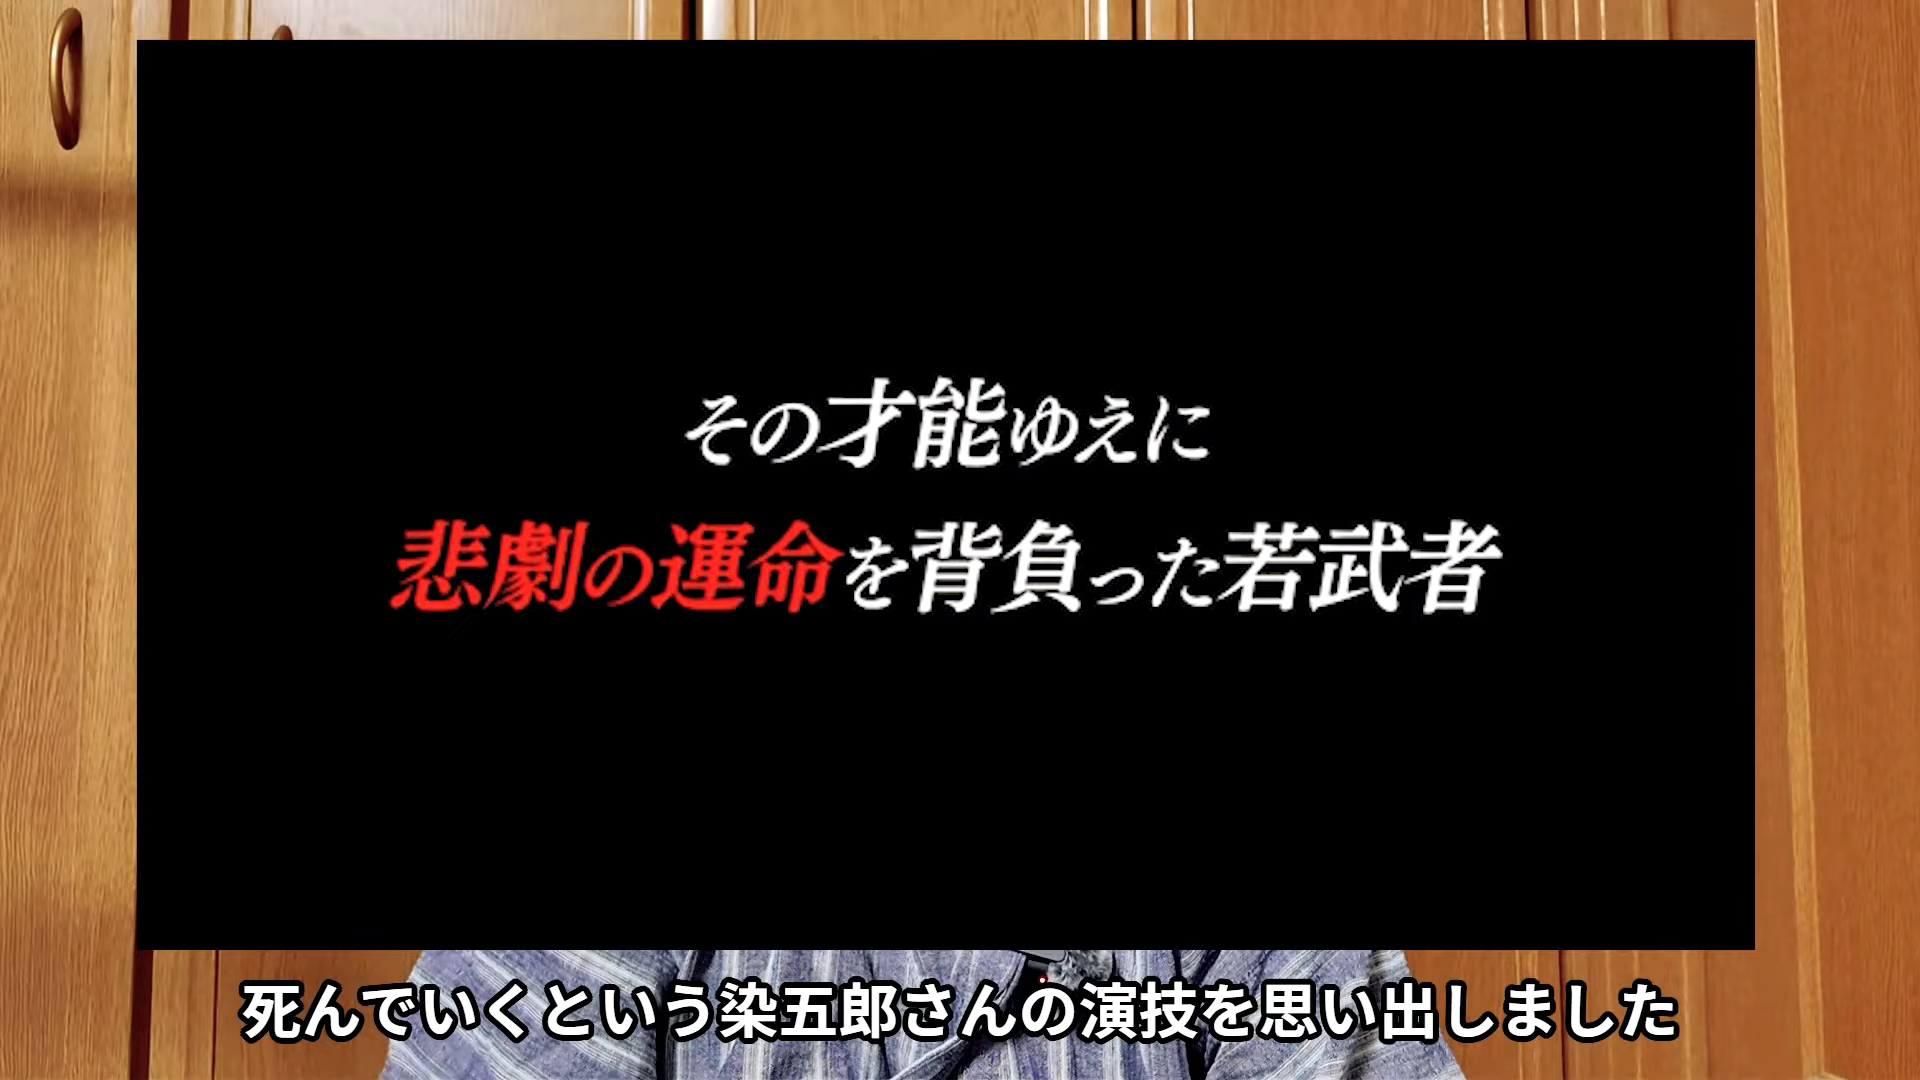 その才能ゆえに
悲劇の運命を背負った若武者
死んでいくという染五郎さんの演技を思い出しました